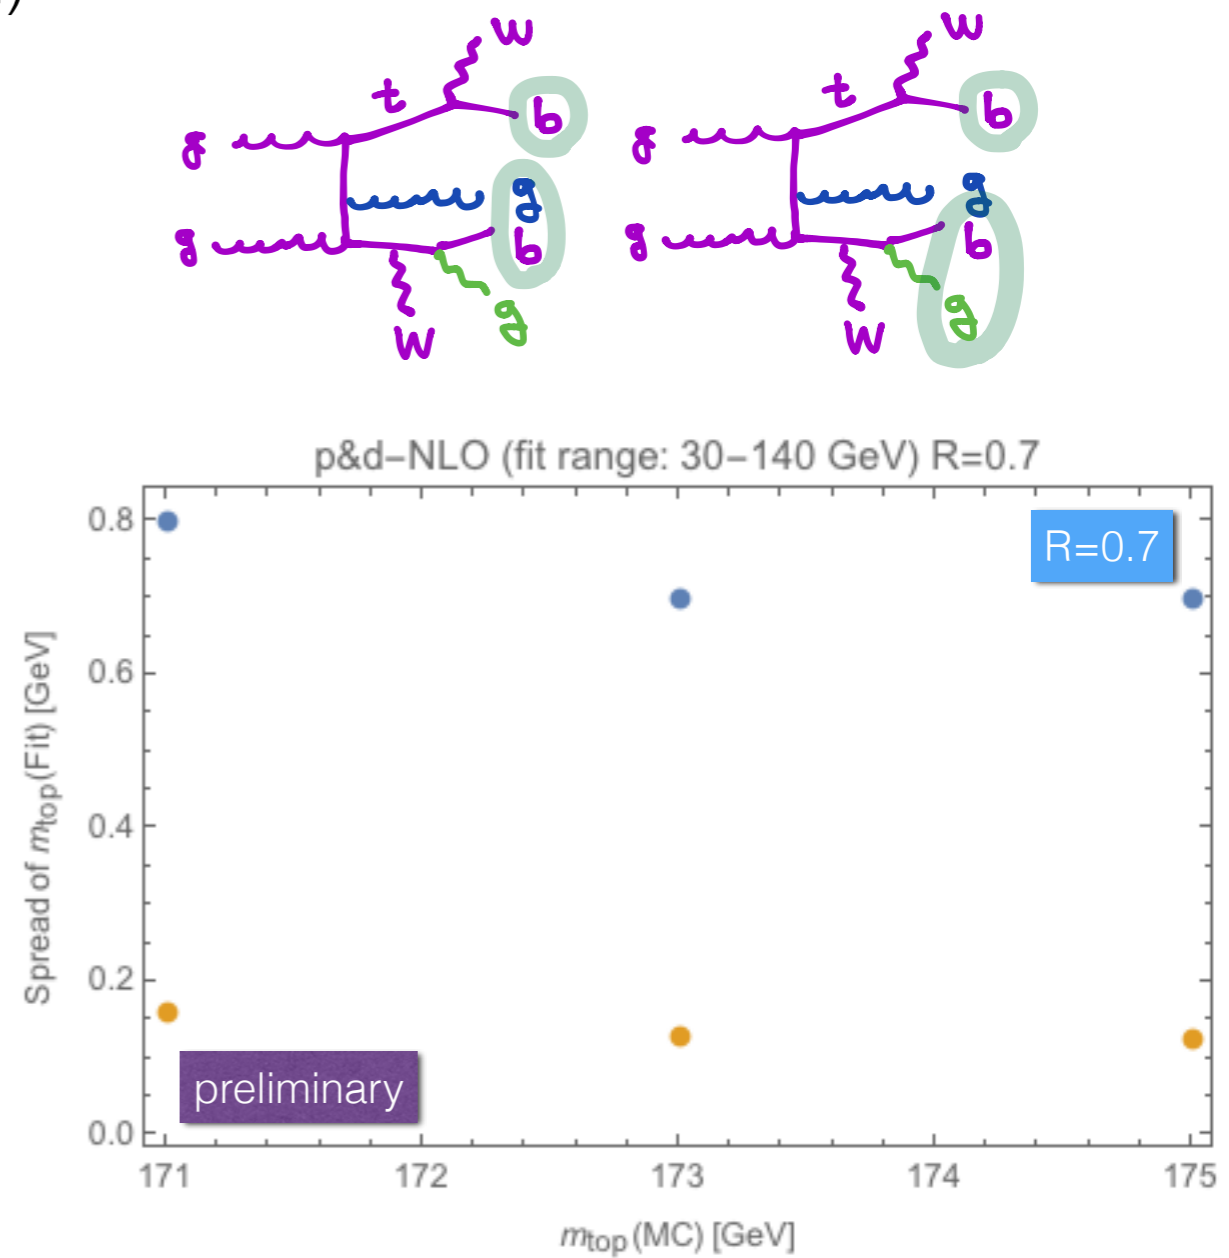 )
W W
t b t b
g g
g g
g b g b
W g W g
p&d–NLO (fit range: 30–140 GeV) R=0.7
R=0.7
Spread of mtop(Fit) [GeV]
0.8
0.6
0.4
0.2
0.0
preliminary
171 172 173 174 175
mtop(MC) [GeV]